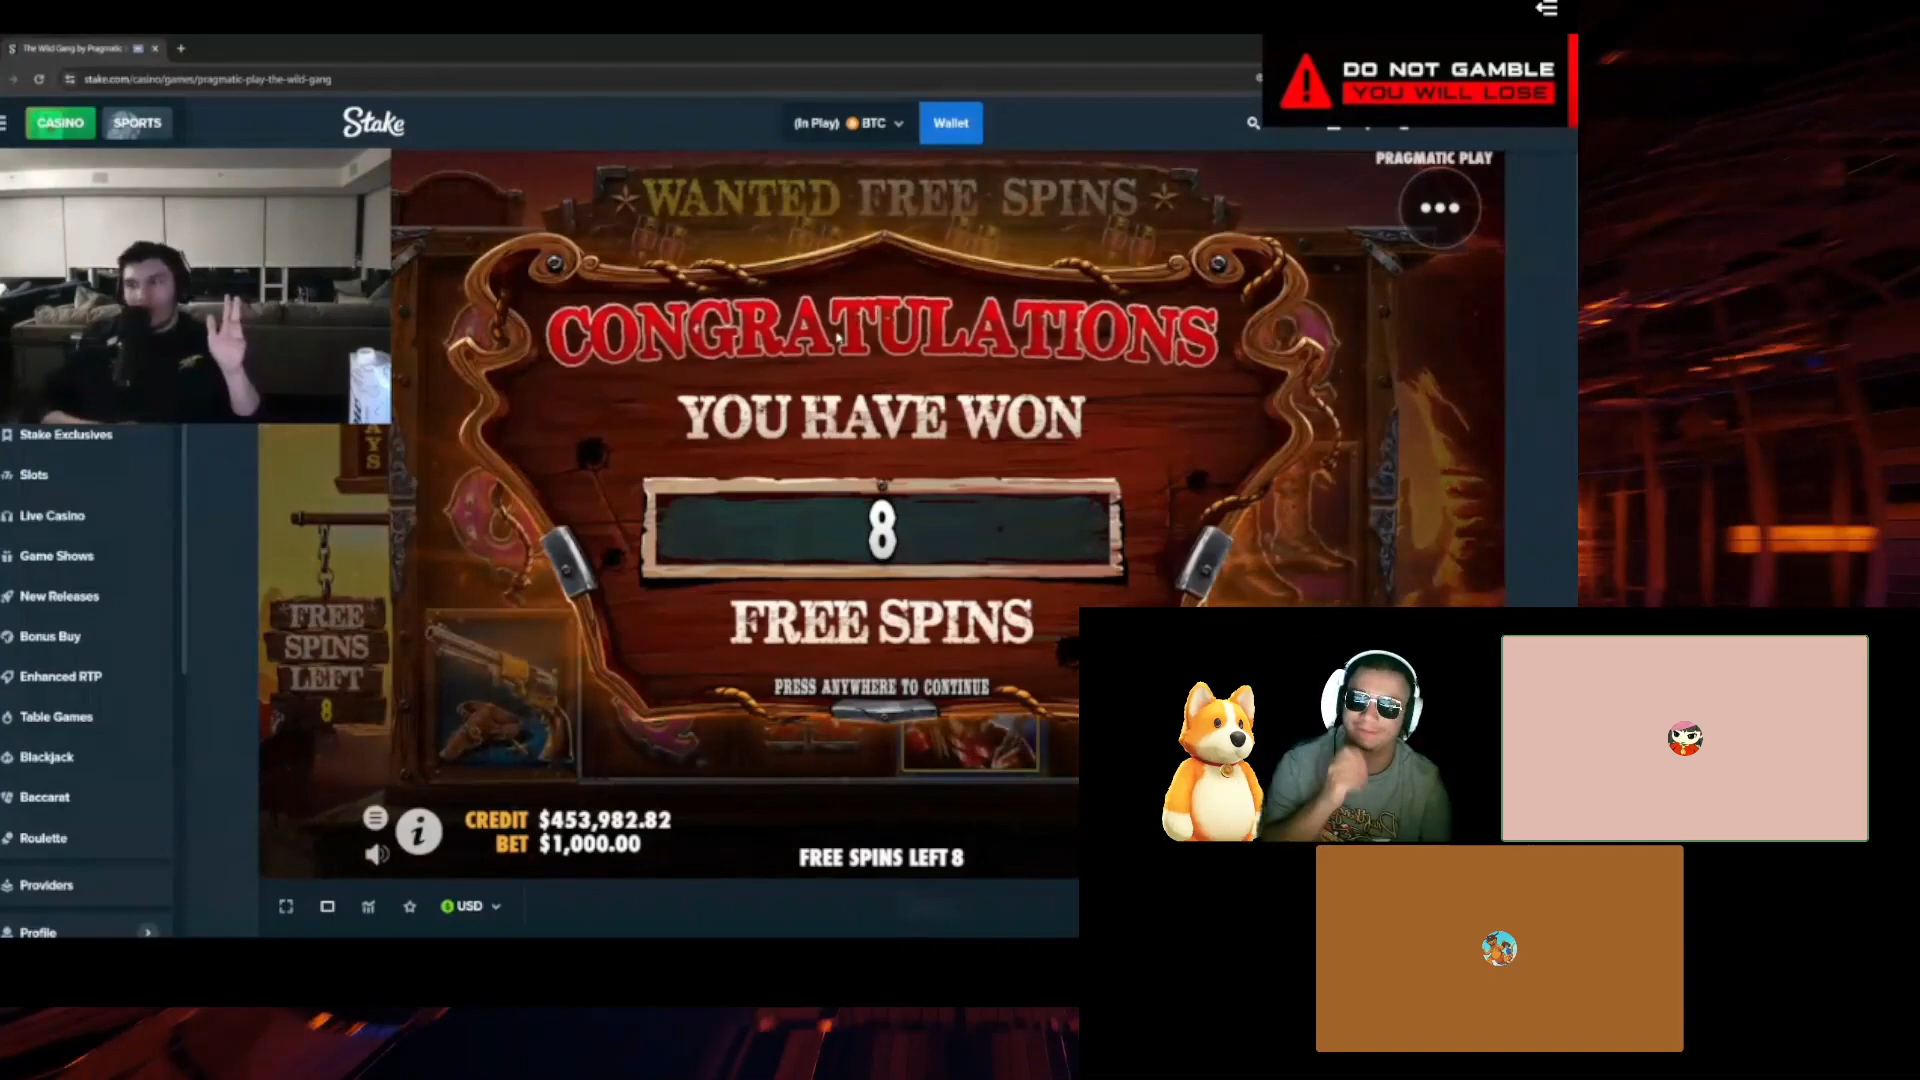 The Wild Gang by Pragmatic
stake.com/casino/games/pragmatic-play-the-wild-gang
DO NOT GAMBLE
YOU WILL LOSE
CASINO
SPORTS
Stake
(In Play) BTC
Wallet
PRAGMATIC PLAY
WANTED FREE SPINS
CONGRATULATIONS
YOU HAVE WON
8
FREE SPINS
PRESS ANYWHERE TO CONTINUE
Stake Exclusives
Slots
Live Casino
Game Shows
New Releases
Bonus Buy
Enhanced RTP
Table Games
Blackjack
Baccarat
Roulette
Providers
Profile
FREE
SPINS
LEFT
8
CREDIT $453,982.82
BET $1,000.00
FREE SPINS LEFT 8
USD